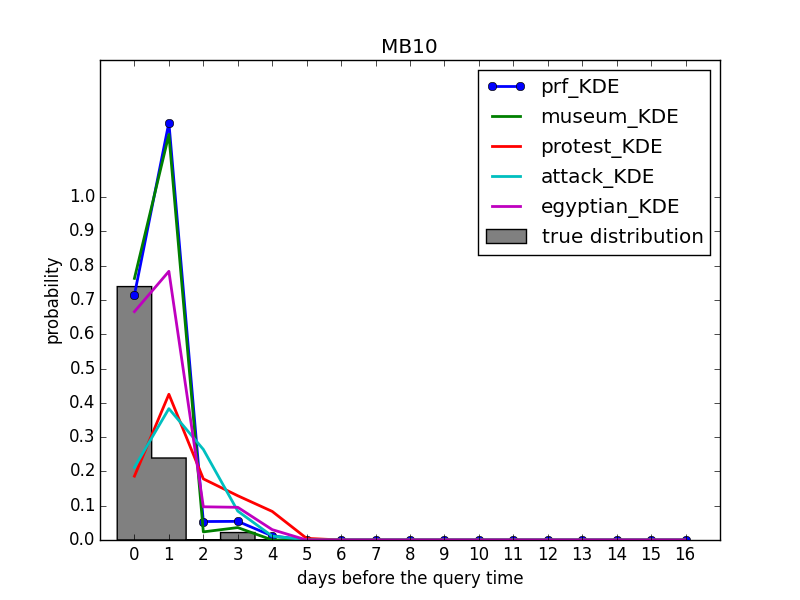 MB10
prf_KDE
museum_KDE
protest_KDE
attack_KDE
egyptian_KDE
true distribution
1.0
0.9
0.8
0.7
0.6
0.5
0.4
0.3
0.2
0.1
0.0
probability
0 1 2 3 4 5 6 7 8 9 10 11 12 13 14 15 16
days before the query time